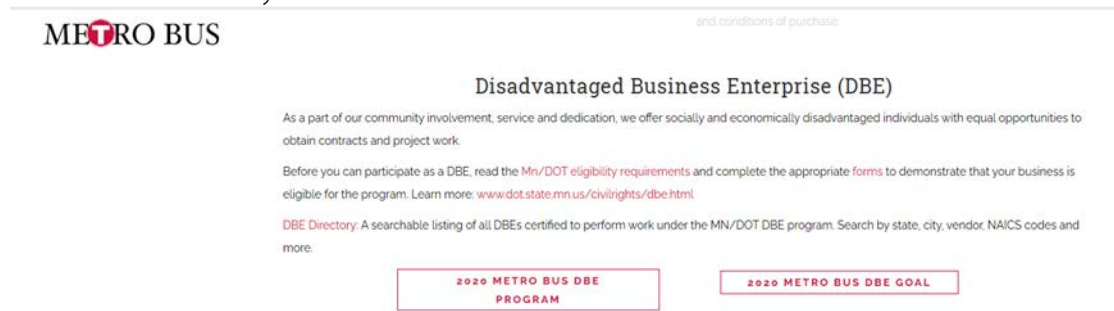 METRO BUS
and conditions of purchase.
Disadvantaged Business Enterprise (DBE)
As a part of our community involvement, service and dedication, we offer socially and economically disadvantaged individuals with equal opportunities to
obtain contracts and project work.
Before you can participate as a DBE, read the Mn/DOT eligibility requirements and complete the appropriate forms to demonstrate that your business is
eligible for the program. Learn more: www.dot.state.mn.us/civilrights/dbe.html
DBE Directory: A searchable listing of all DBEs certified to perform work under the MN/DOT DBE program. Search by state, city, vendor, NAICS codes and
more.
2020 METRO BUS DBE
PROGRAM
2020 METRO BUS DBE GOAL